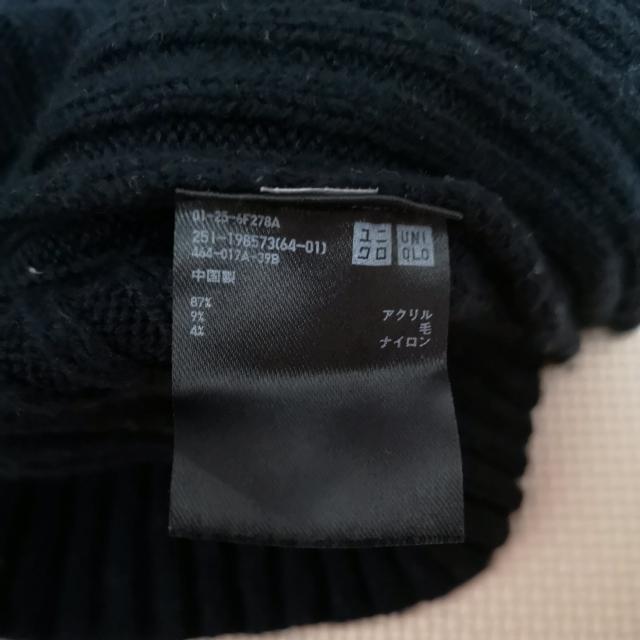 01-25-6F278A
251-198573(64-01)
442-017A-39B
中国製
ユニ
クロ
UNI
QLO
87% アクリル
9% 毛
4% ナイロン